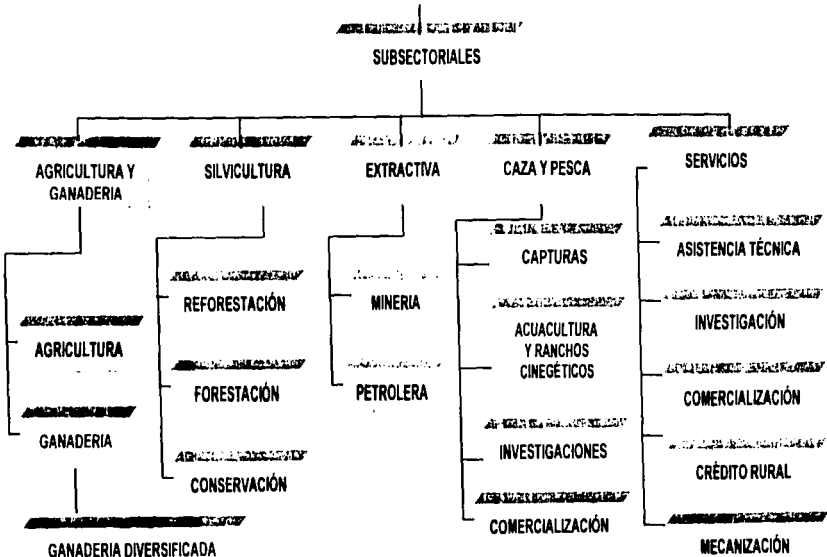 SUBSECTORIALES
AGRICULTURA Y
GANADERIA
SILVICULTURA
EXTRACTIVA
CAZA Y PESCA
SERVICIOS
AGRICULTURA
GANADERIA
GANADERIA DIVERSIFICADA
REFORESTACIÓN
FORESTACIÓN
CONSERVACIÓN
MINERIA
PETROLERA
CAPTURAS
ACUACULTURA
Y RANCHOS
CINEGÉTICOS
INVESTIGACIONES
COMERCIALIZACIÓN
ASISTENCIA TÉCNICA
INVESTIGACIÓN
COMERCIALIZACIÓN
CRÉDITO RURAL
MECANIZACIÓN